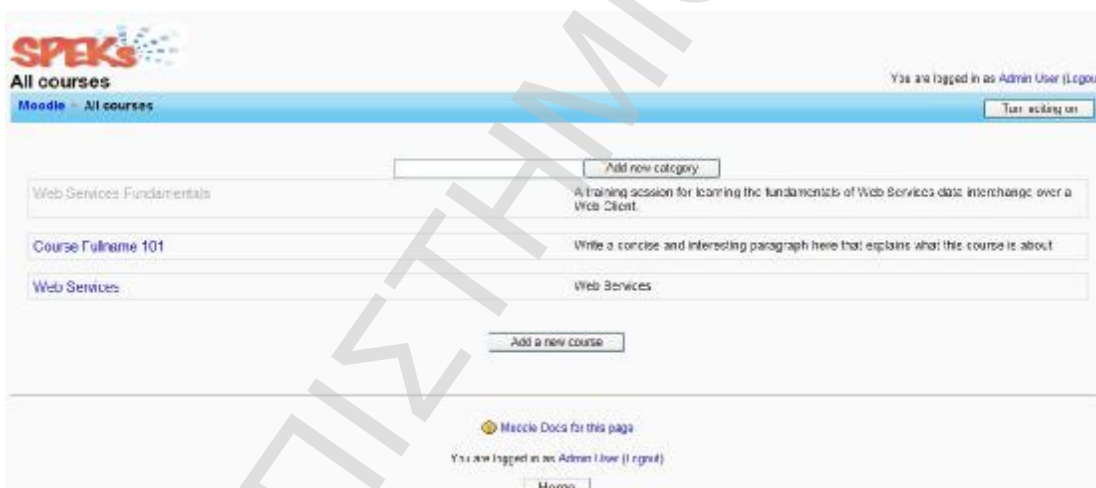 SPEKs
All courses
You are logged in as Admin User (Logou
Moodle
All courses
Turn editing on
Add new category
Web Services Fundamentals
A training session for learning the fundamentals of Web Services data interchange over a
Web Client.
Course Fullname 101
Write a concise and interesting paragraph here that explains what this course is about
Web Services
Web Services
Add a new course
Moodle Docs for this page
You are logged in as Admin User (Logout)
Home
ΠΙΣΤΗΜΙΟ